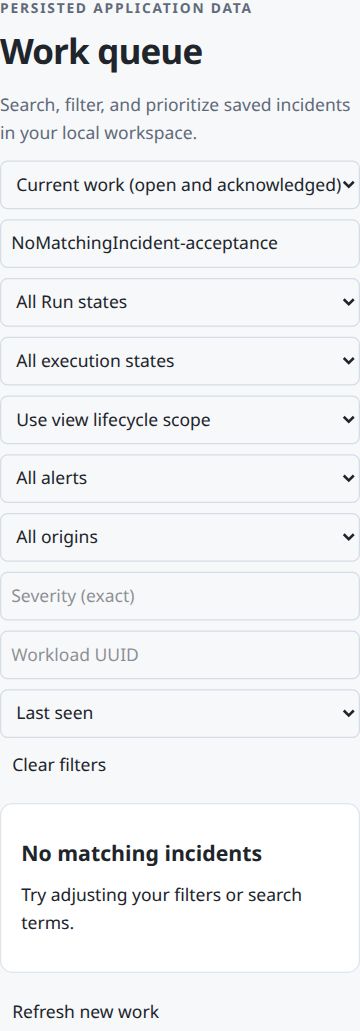 PERSISTED APPLICATION DATA
Work queue
Search, filter, and prioritize saved incidents
in your local workspace.
Current work (open and acknowledged)
NoMatchingIncident-acceptance
All Run states
All execution states
Use view lifecycle scope
All alerts
All origins
Severity (exact)
Workload UUID
Last seen
Clear filters
No matching incidents
Try adjusting your filters or search
terms.
Refresh new work